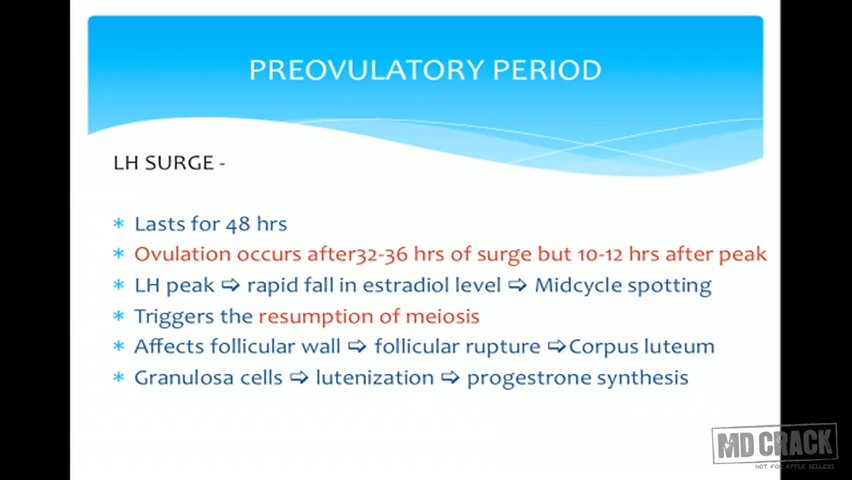 PREOVULATORY PERIOD
LH SURGE -
* Lasts for 48 hrs
* Ovulation occurs after32-36 hrs of surge but 10-12 hrs after peak
* LH peak ⇨ rapid fall in estradiol level ⇨ Midcycle spotting
* Triggers the resumption of meiosis
* Affects follicular wall ⇨ follicular rupture ⇨Corpus luteum
* Granulosa cells ⇨ lutenization ⇨ progestrone synthesis
MD CRACK
NOT FOR APPLE SELLERS